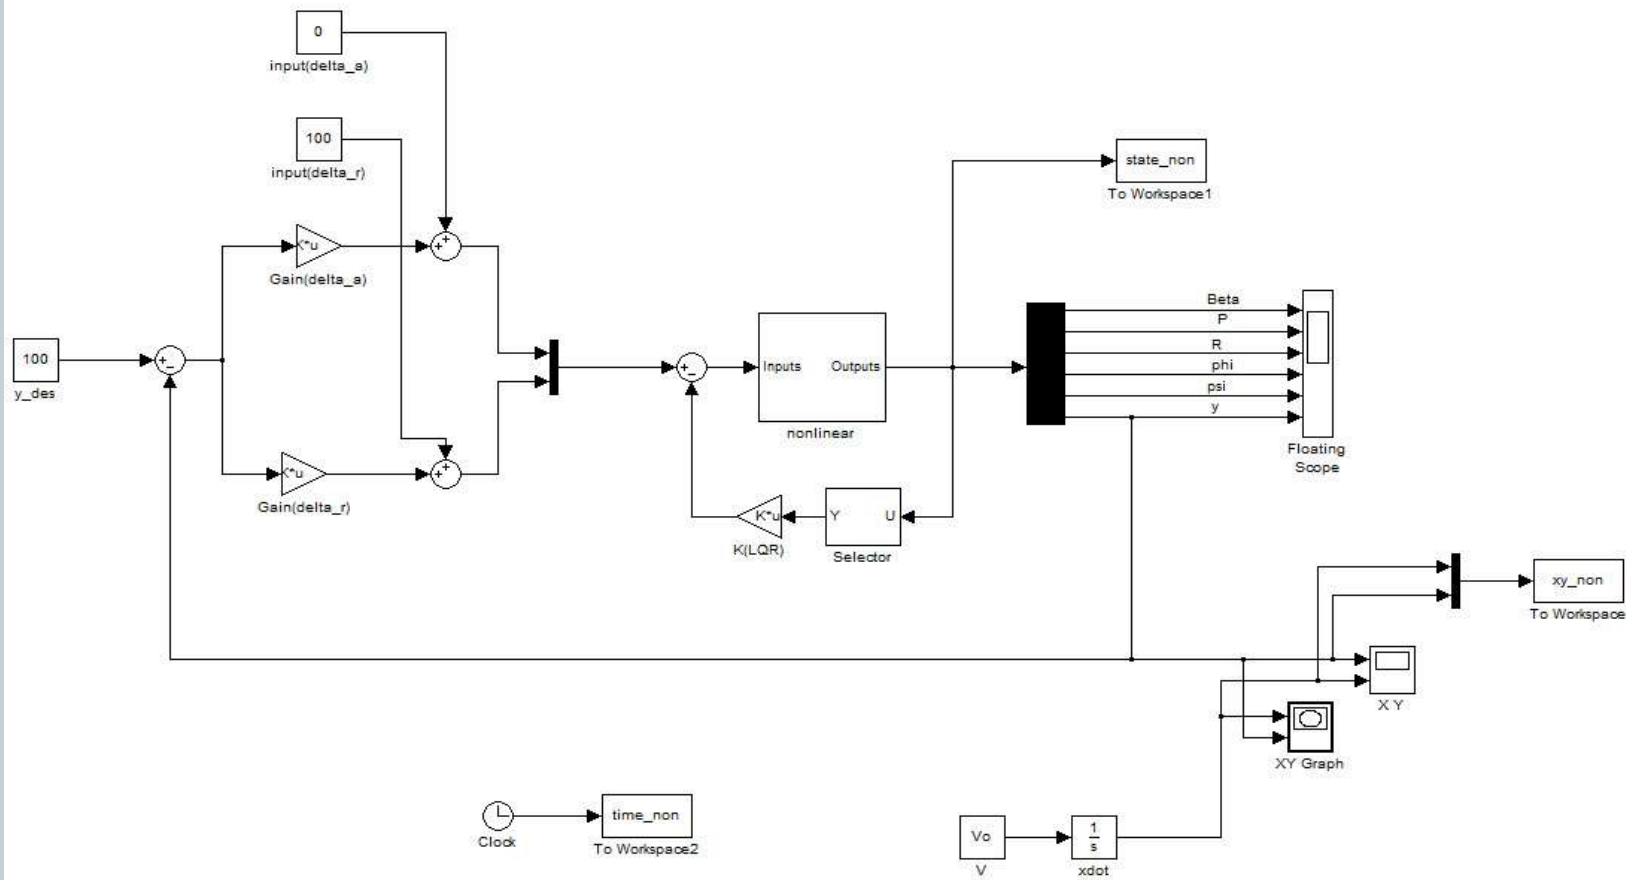 0
input(delta_a)
100
input(delta_r)
state_non
To Workspace1
K*u
Gain(delta_a)
100
y_des
K*u
Gain(delta_r)
Inputs
Outputs
nonlinear
Beta
P
R
phi
psi
y
Floating
Scope
K*u
K(LQR)
Y
U
Selector
xy_non
To Workspace
X Y
XY Graph
Clock
time_non
To Workspace2
Vo
V
1
s
xdot